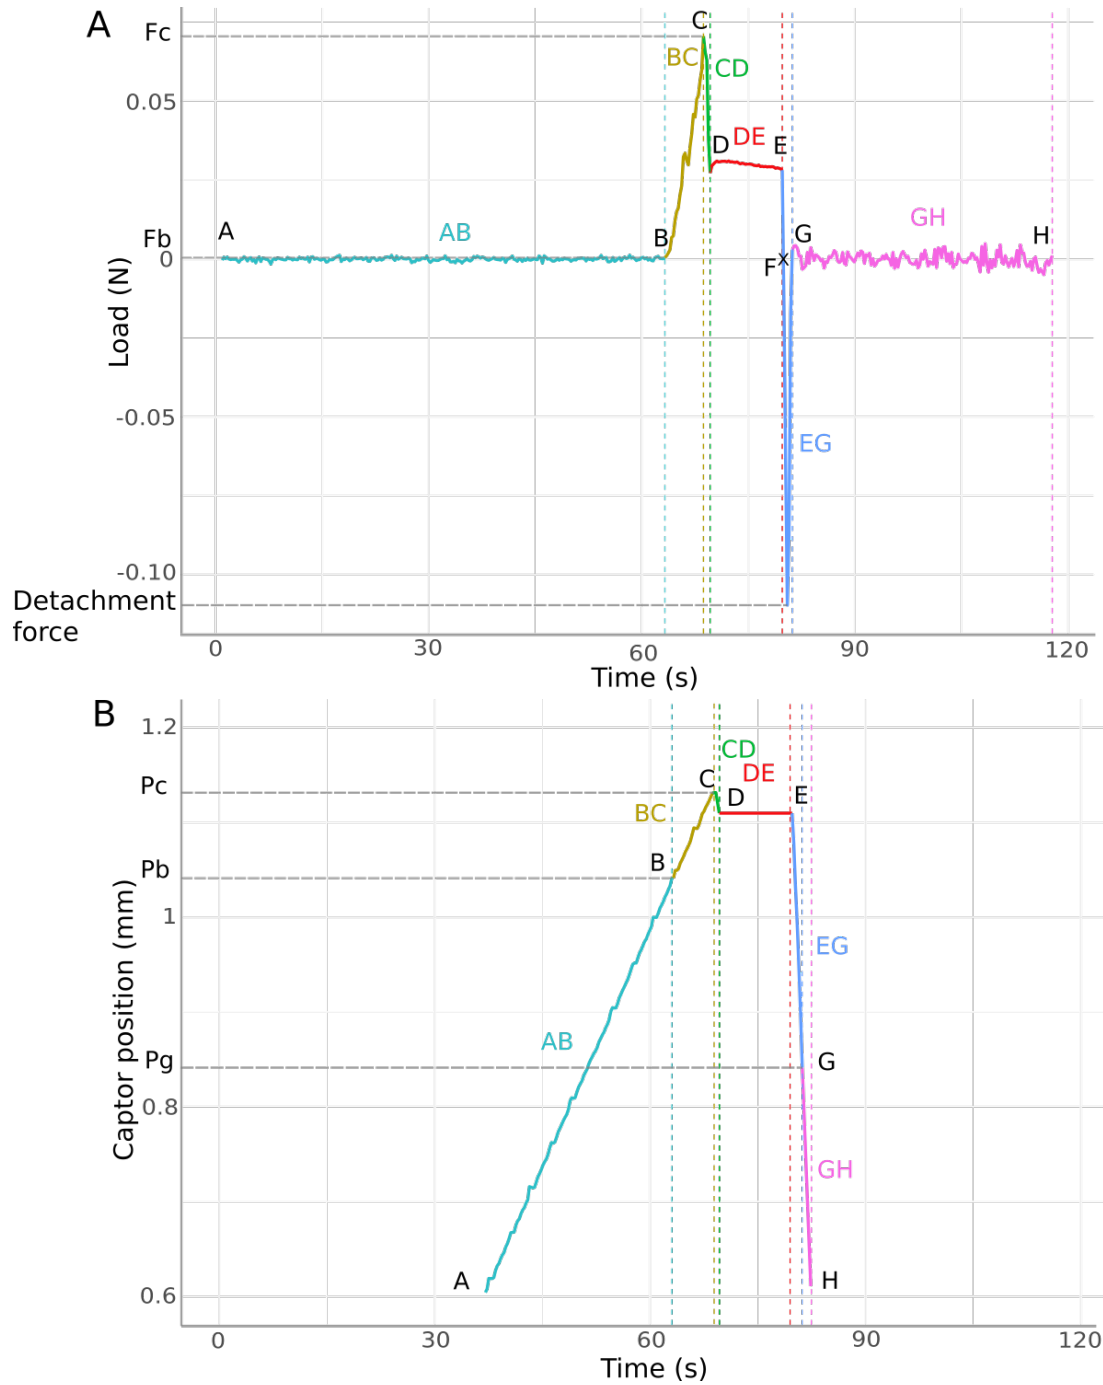 A
Fc
C
BC
CD
0.05
D
DE
E
A
AB
B
Fb
0
F
x
G
GH
H
Load (N)
-0.05
EG
-0.10
Detachment
force
0
30
60
90
120
Time (s)
B
1.2
CD
DE
Pc
C
D
E
BC
B
Pb
1
EG
AB
Captor position (mm)
Pg
G
0.8
GH
A
H
0.6
0
30
60
90
120
Time (s)